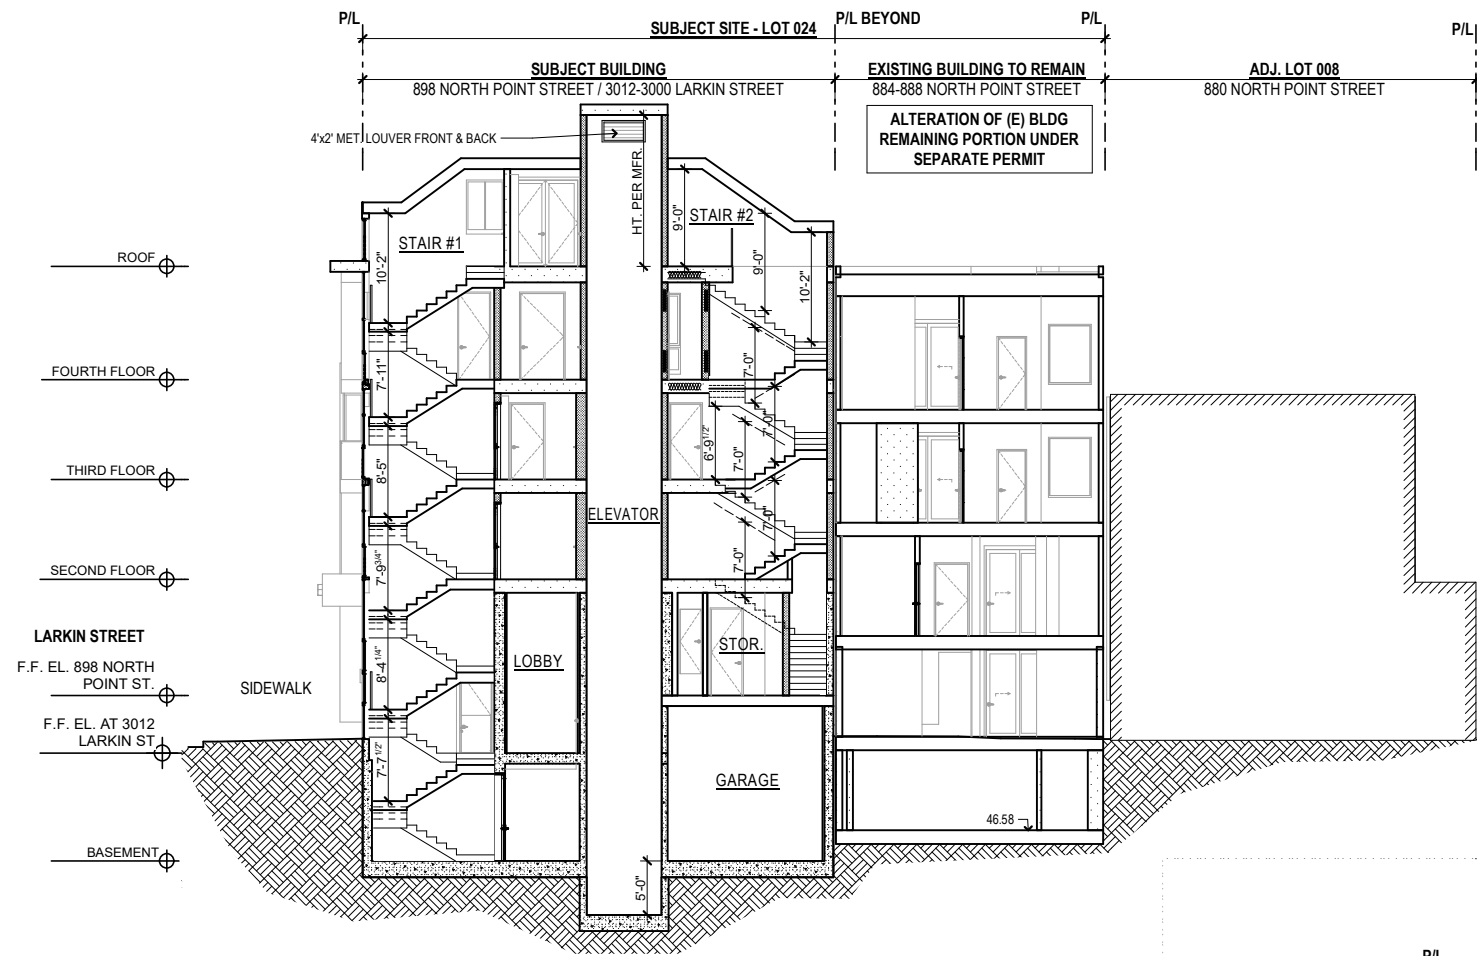 P/L
SUBJECT SITE - LOT 024
P/L BEYOND
P/L
P/L
SUBJECT BUILDING
898 NORTH POINT STREET / 3012-3000 LARKIN STREET
EXISTING BUILDING TO REMAIN
884-888 NORTH POINT STREET
ADJ. LOT 008
880 NORTH POINT STREET
ALTERATION OF (E) BLDG
REMAINING PORTION UNDER
SEPARATE PERMIT
4'x2' MET. LOUVER FRONT & BACK
HT. PER MFR.
9'-0"
STAIR #2
STAIR #1
10'-2"
9'-0"
10'-2"
ROOF
FOURTH FLOOR
7'-11"
7'-0"
7'-0"
6'-9 1/2"
7'-0"
THIRD FLOOR
8'-5"
ELEVATOR
7'-0"
7'-0"
SECOND FLOOR
7'-9 3/4"
LARKIN STREET
F.F. EL. 898 NORTH
POINT ST.
SIDEWALK
8'-4 1/4"
LOBBY
STOR.
F.F. EL. AT 3012
LARKIN ST
7'-7 1/2"
GARAGE
46.58
BASEMENT
5'-0"
P/L